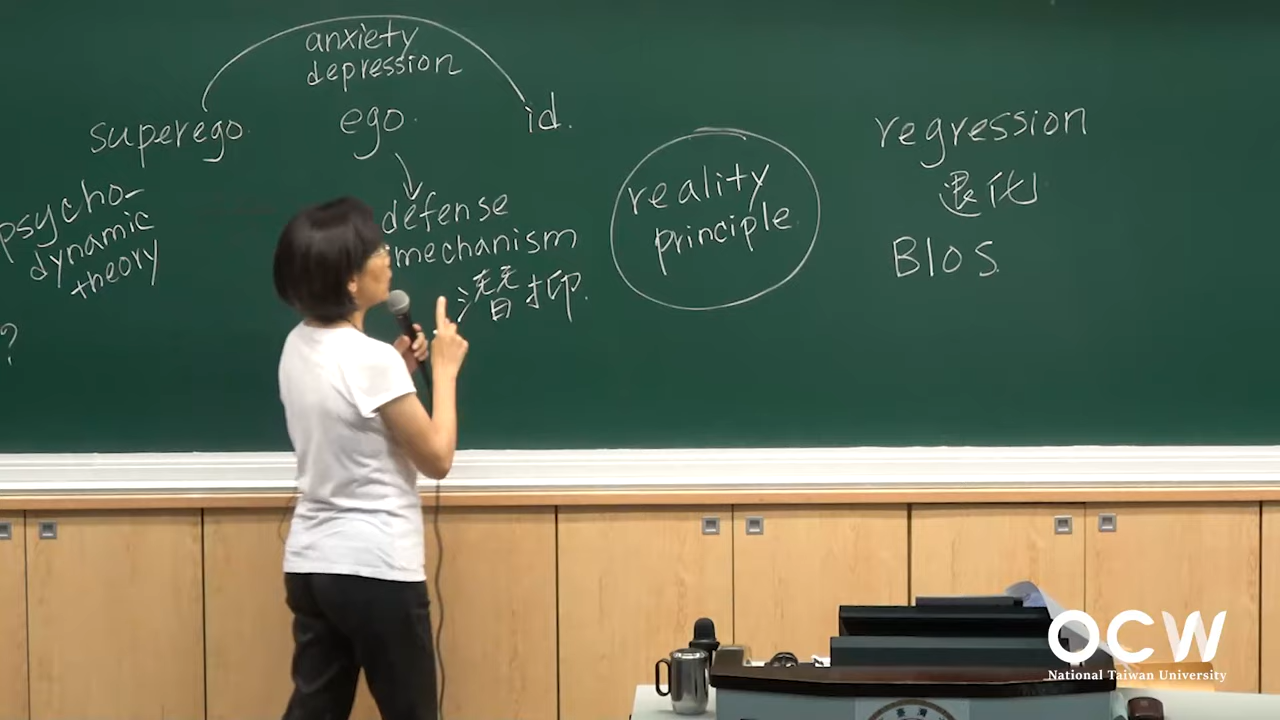 anxiety
depression
superego.
ego.
id.
psycho-
dynamic
theory
?
defense
mechanism
潛抑.
reality
principle.
regression
退化
Blos.
OCW
National Taiwan University